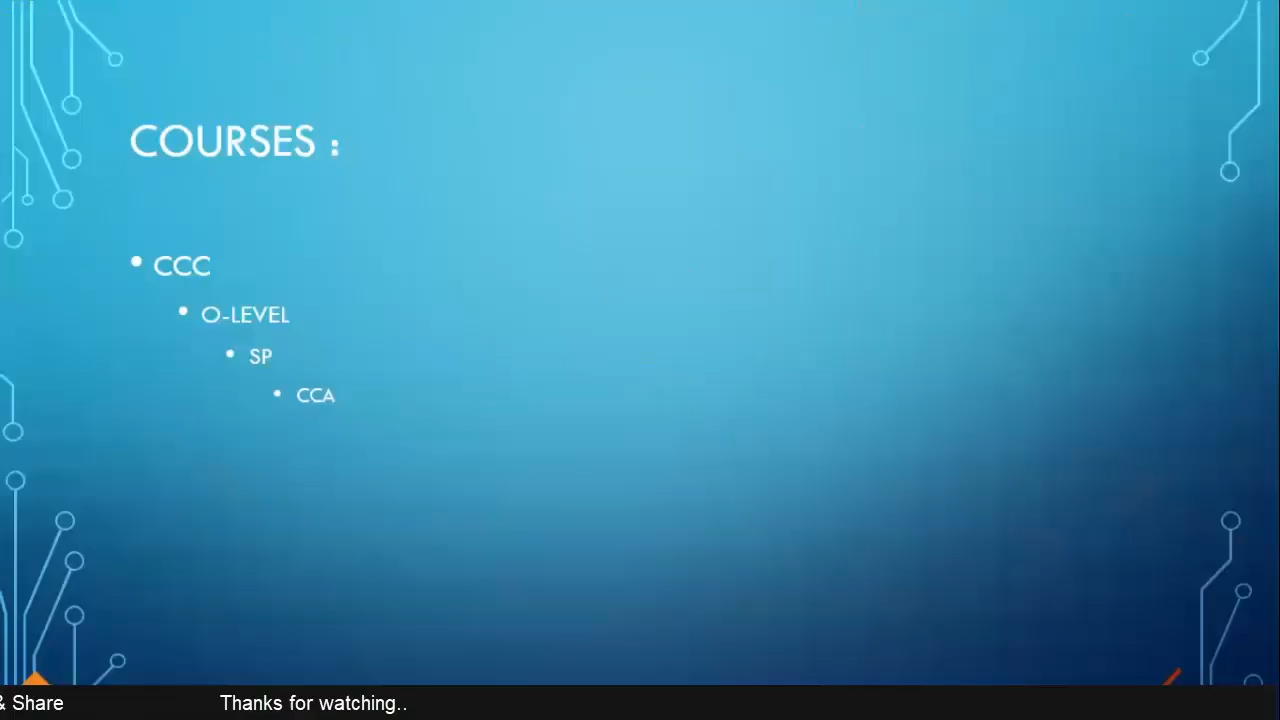 COURSES :
• CCC
• O-LEVEL
• SP
• CCA
& Share Thanks for watching..